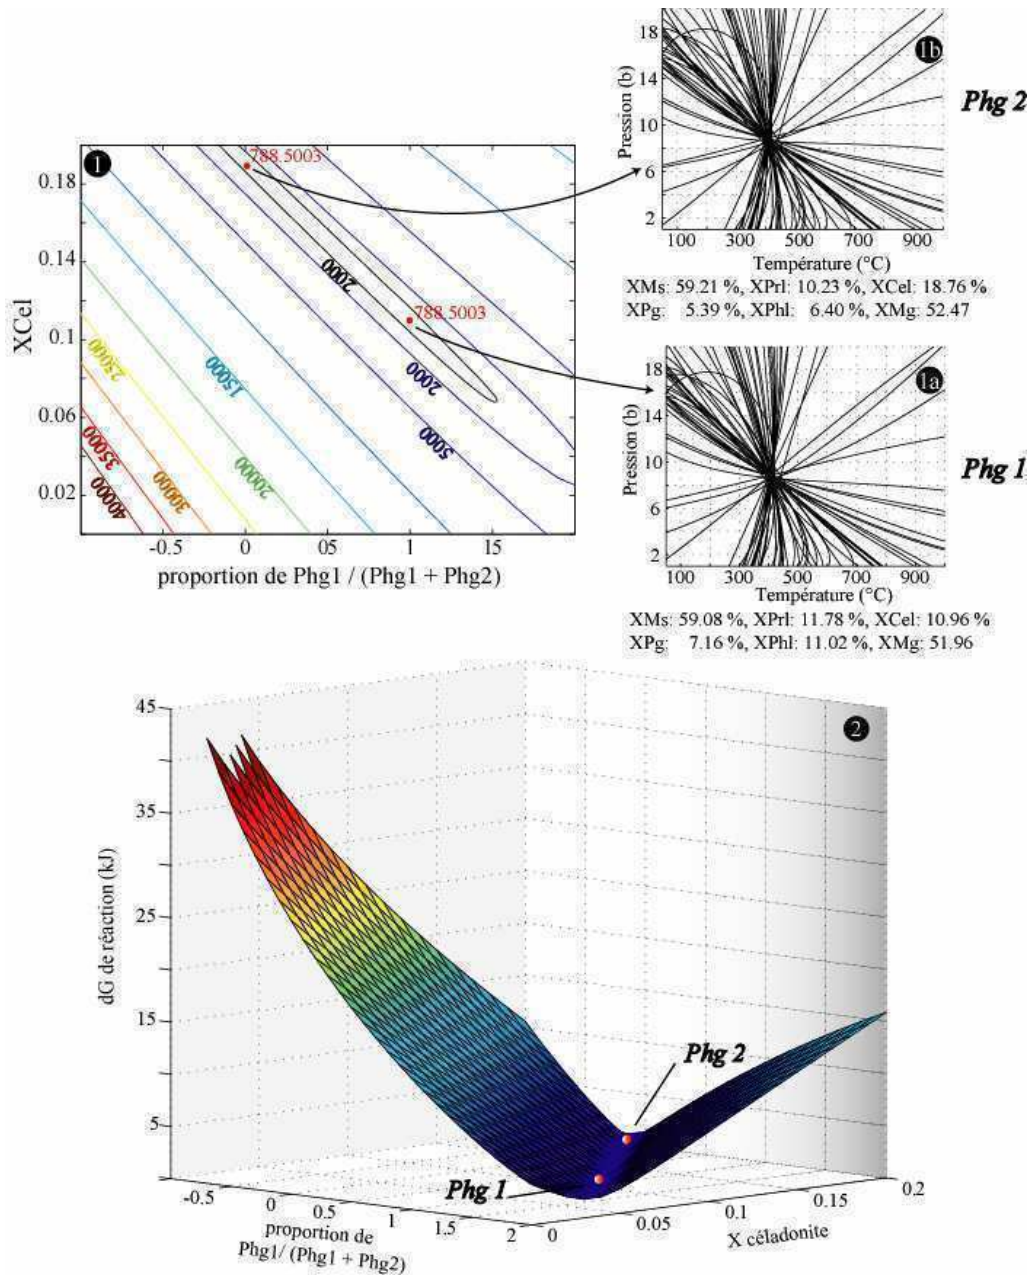 1
XCel
0.18
0.14
0.1
0.06
0.02
-0.5
0
05
1
15
proportion de Phg1 / (Phg1 + Phg2)
788.5003
788.5003
2000
2000
5000
15000
20000
25000
30000
35000
40000
1b
Phg 2
Pression (b)
18
14
10
6
2
100
300
500
700
900
Température (°C)
XMs: 59.21 %, XPrl: 10.23 %, XCel: 18.76 %
XPg: 5.39 %, XPhl: 6.40 %, XMg: 52.47
1a
Phg 1
Pression (b)
18
14
10
6
2
100
300
500
700
900
Température (°C)
XMs: 59.08 %, XPrl: 11.78 %, XCel: 10.96 %
XPg: 7.16 %, XPhl: 11.02 %, XMg: 51.96
2
dG de réaction (kJ)
45
35
25
15
5
Phg 2
Phg 1
-0.5
0
0.5
1
1.5
2
proportion de
Phg1/ (Phg1 + Phg2)
0
0.05
0.1
0.15
0.2
X céladonite